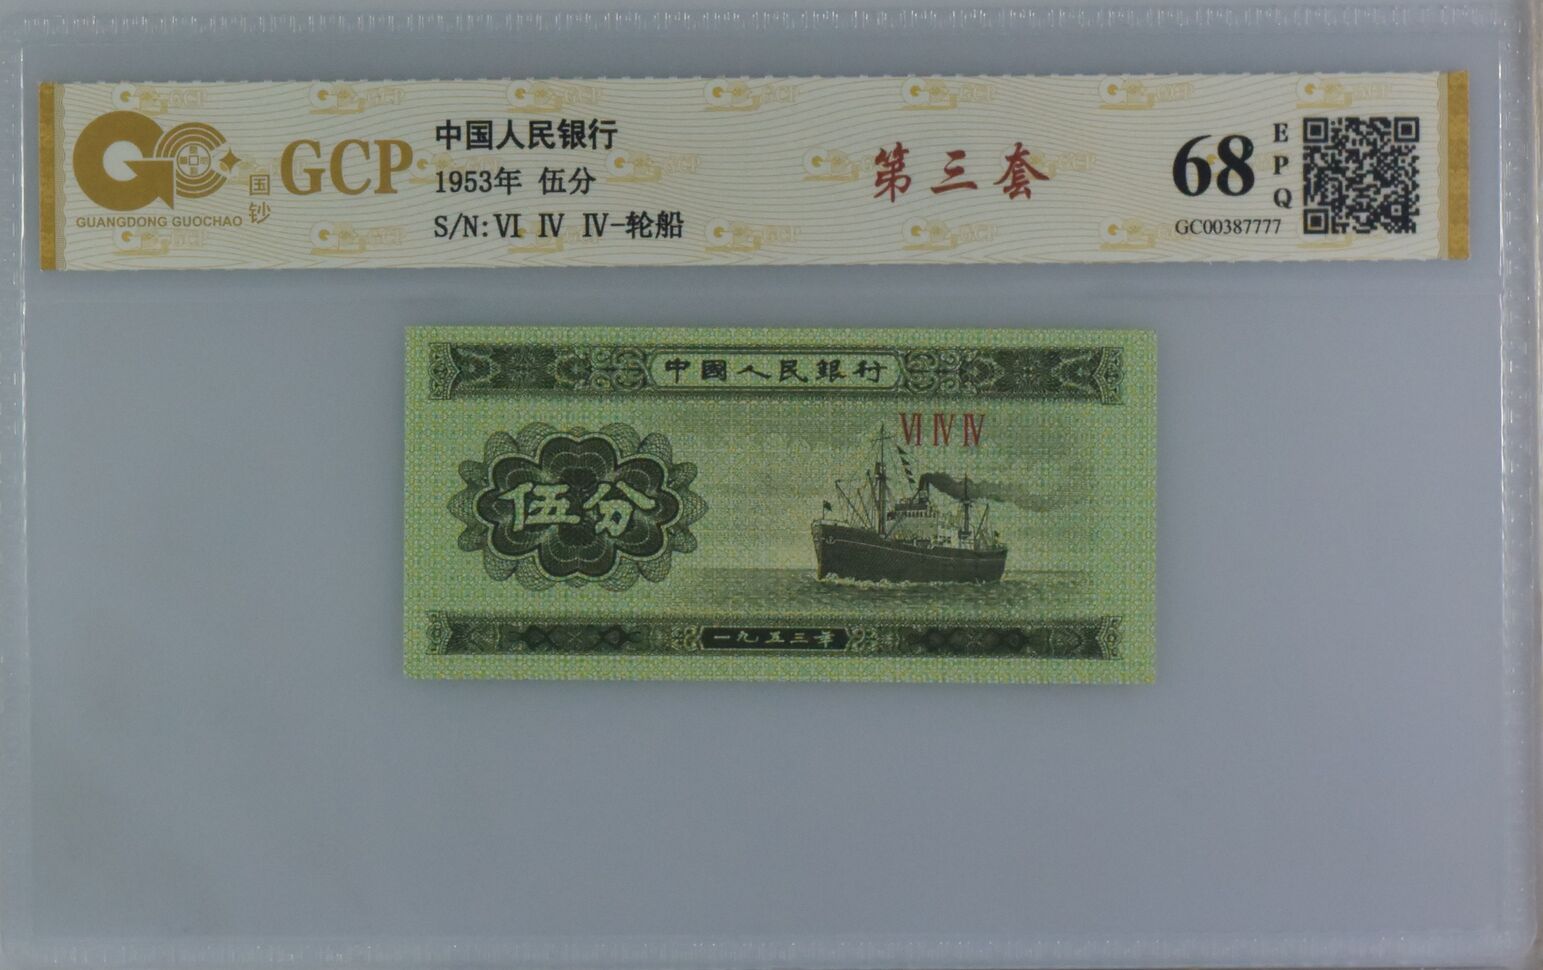 GUANGDONG GUOCHAO
国钞
GCP
中国人民银行
1953年 伍分
S/N:Ⅵ Ⅳ Ⅳ-轮船
第三套
68
EPQ
GC00387777
中國人民銀行
Ⅵ Ⅳ Ⅳ
伍分
一九五三年